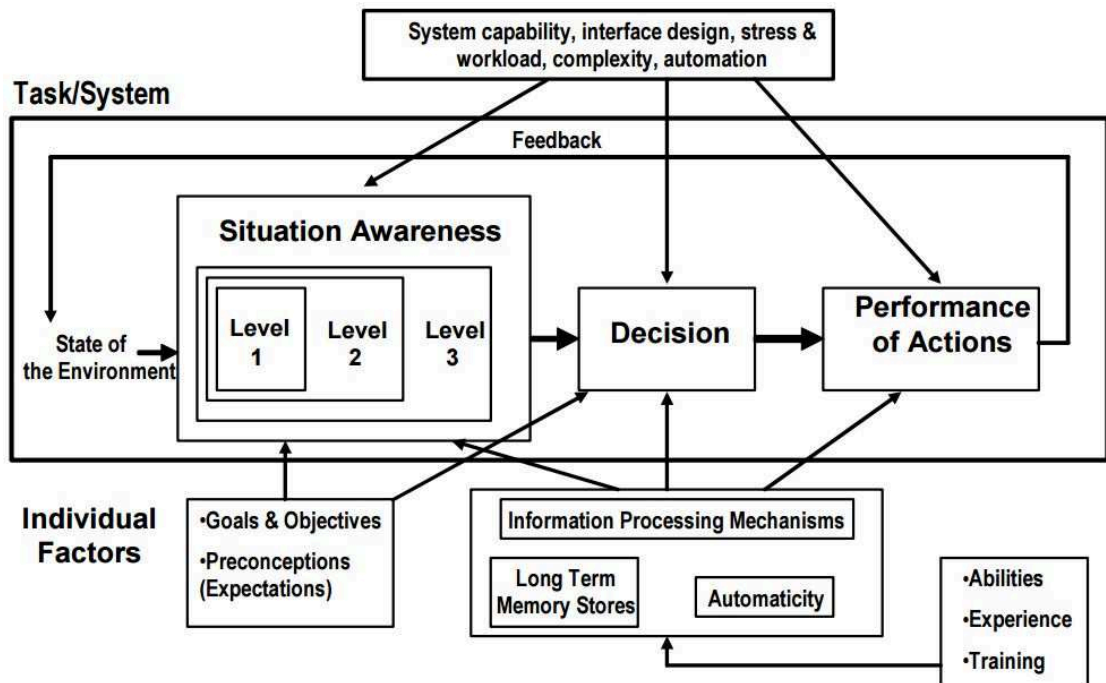 System capability, interface design, stress &
workload, complexity, automation
Task/System
Feedback
Situation Awareness
Level
1
Level
2
Level
3
State of
the Environment
Decision
Performance
of Actions
Individual
Factors
•Goals & Objectives
•Preconceptions
(Expectations)
Information Processing Mechanisms
Long Term
Memory Stores
Automaticity
•Abilities
•Experience
•Training